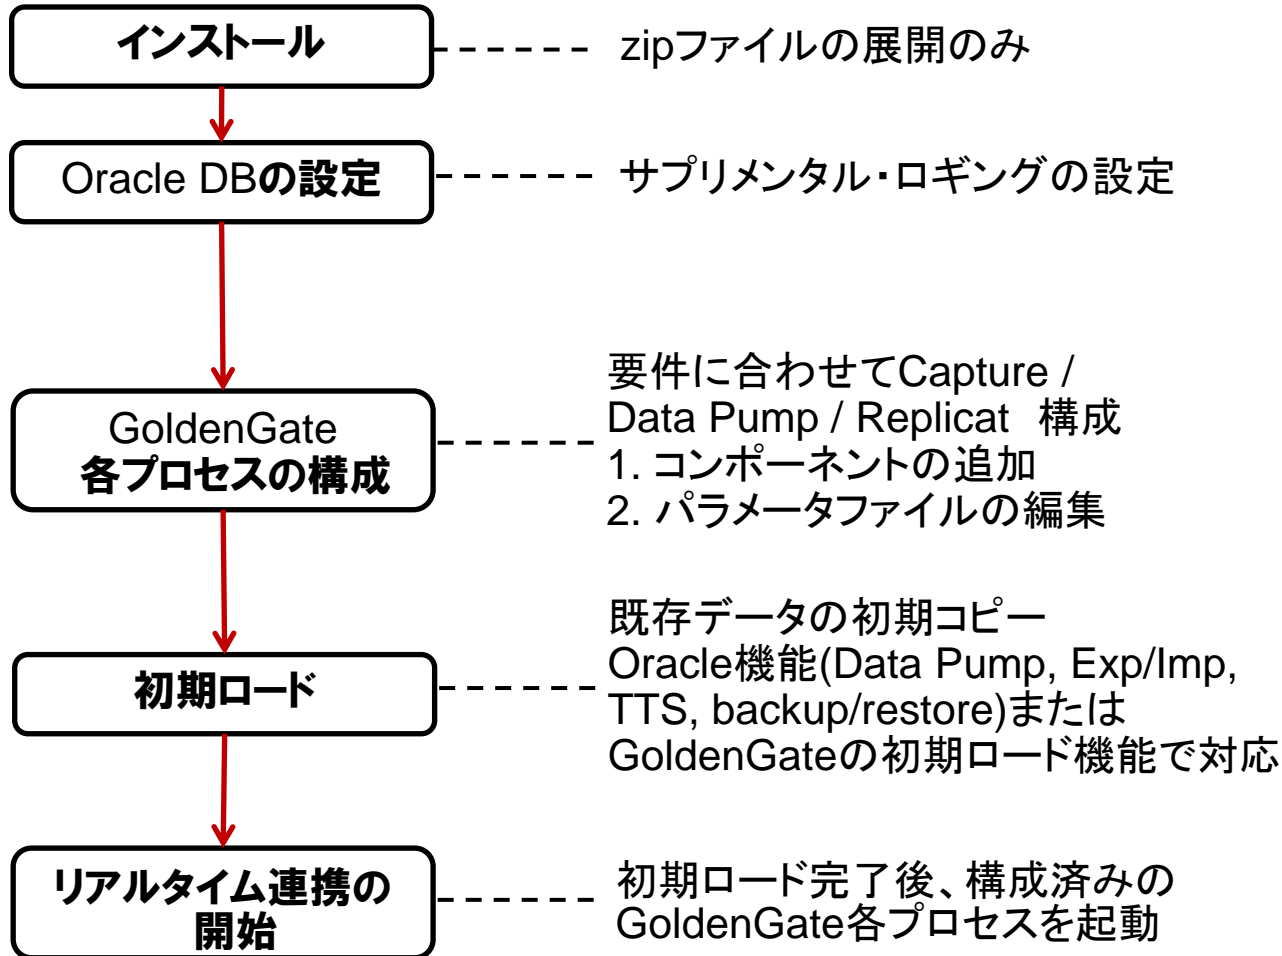 インストール
zipファイルの展開のみ
Oracle DBの設定
サプリメンタル・ロギングの設定
GoldenGate
各プロセスの構成
要件に合わせてCapture /
Data Pump / Replicat 構成
1. コンポーネントの追加
2. パラメータファイルの編集
初期ロード
既存データの初期コピー
Oracle機能(Data Pump, Exp/Imp,
TTS, backup/restore)または
GoldenGateの初期ロード機能で対応
リアルタイム連携の
開始
初期ロード完了後、構成済みの
GoldenGate各プロセスを起動